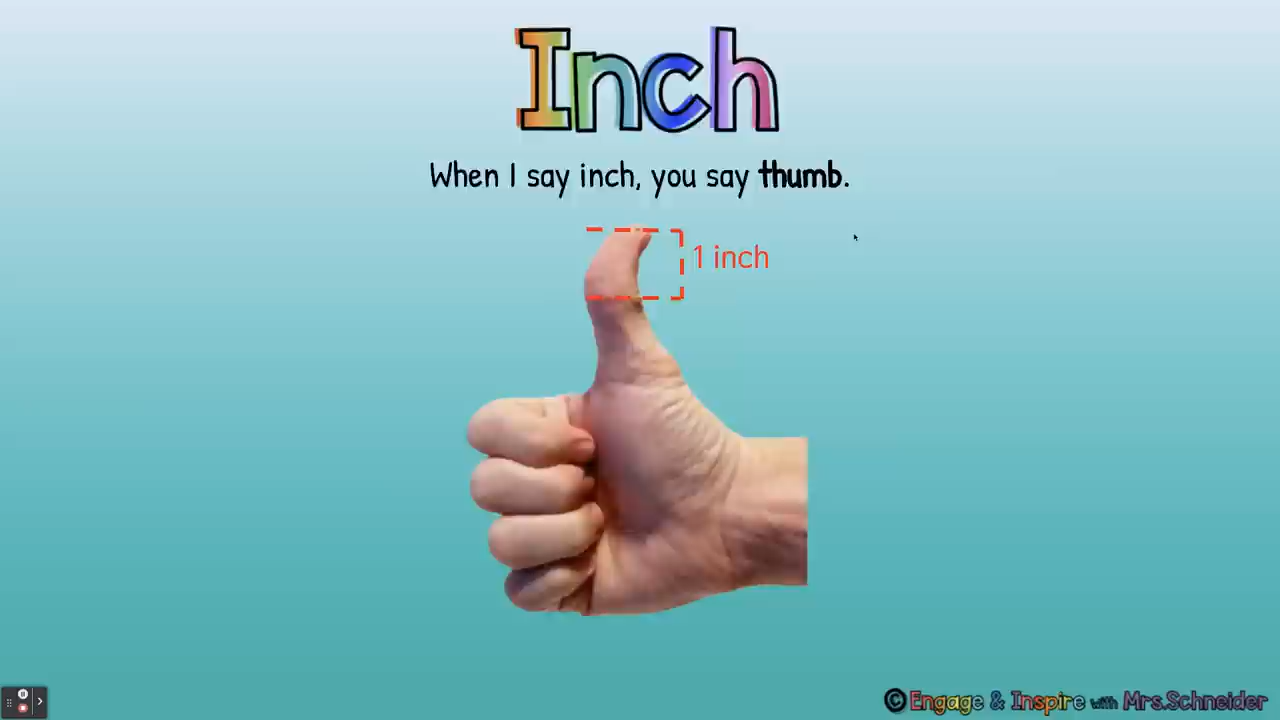 Inch
When I say inch, you say thumb.
1 inch
© Engage & Inspire with Mrs.Schneider